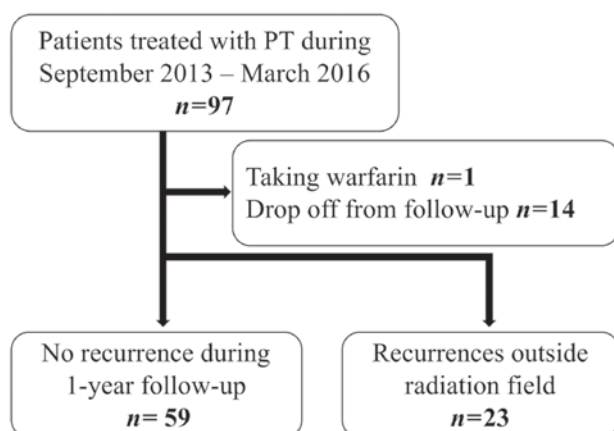 Patients treated with PT during
September 2013 – March 2016
n=97
Taking warfarin n=1
Drop off from follow-up n=14
No recurrence during
1-year follow-up
n= 59
Recurrences outside
radiation field
n=23